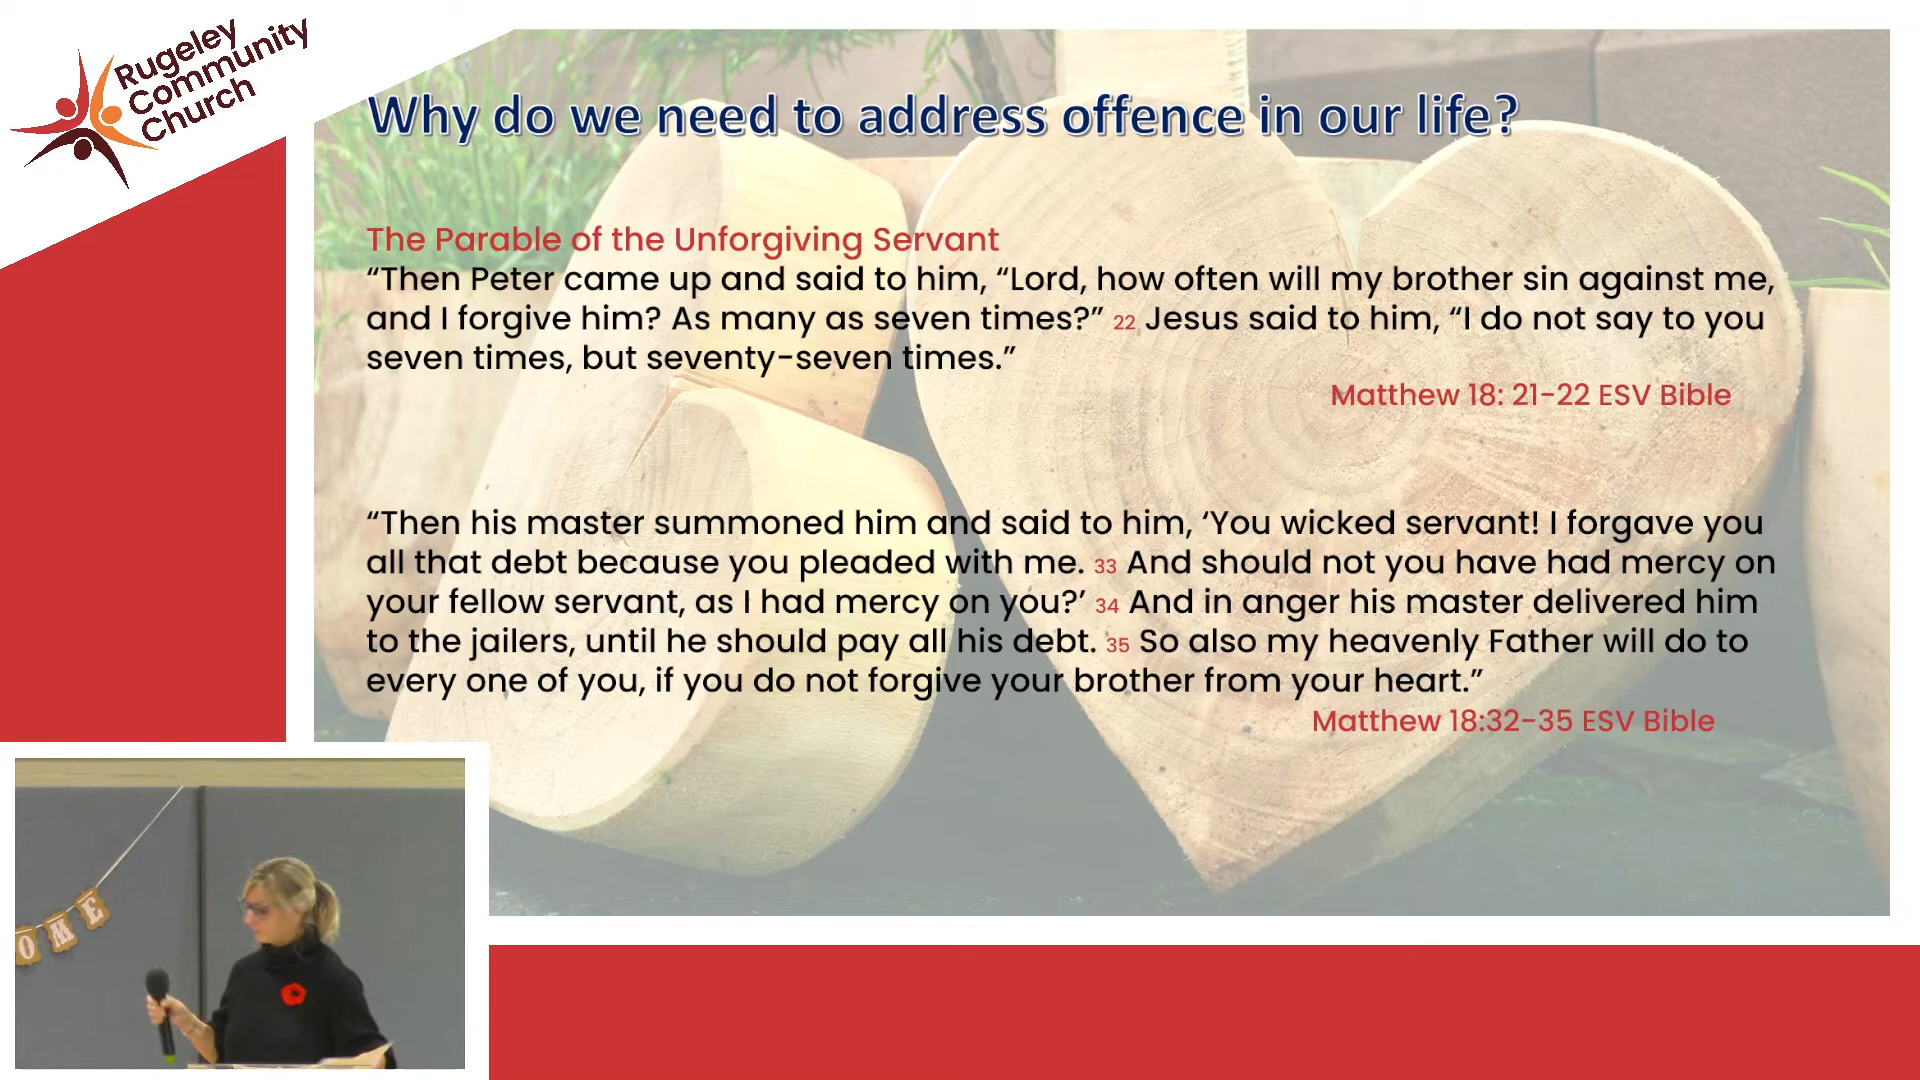 Rugeley
Community
Church
Why do we need to address offence in our life?
The Parable of the Unforgiving Servant
“Then Peter came up and said to him, “Lord, how often will my brother sin against me,
and I forgive him? As many as seven times?” 22 Jesus said to him, “I do not say to you
seven times, but seventy-seven times.”
Matthew 18: 21-22 ESV Bible
“Then his master summoned him and said to him, ‘You wicked servant! I forgave you
all that debt because you pleaded with me. 33 And should not you have had mercy on
your fellow servant, as I had mercy on you?’ 34 And in anger his master delivered him
to the jailers, until he should pay all his debt. 35 So also my heavenly Father will do to
every one of you, if you do not forgive your brother from your heart.”
Matthew 18:32-35 ESV Bible
OME